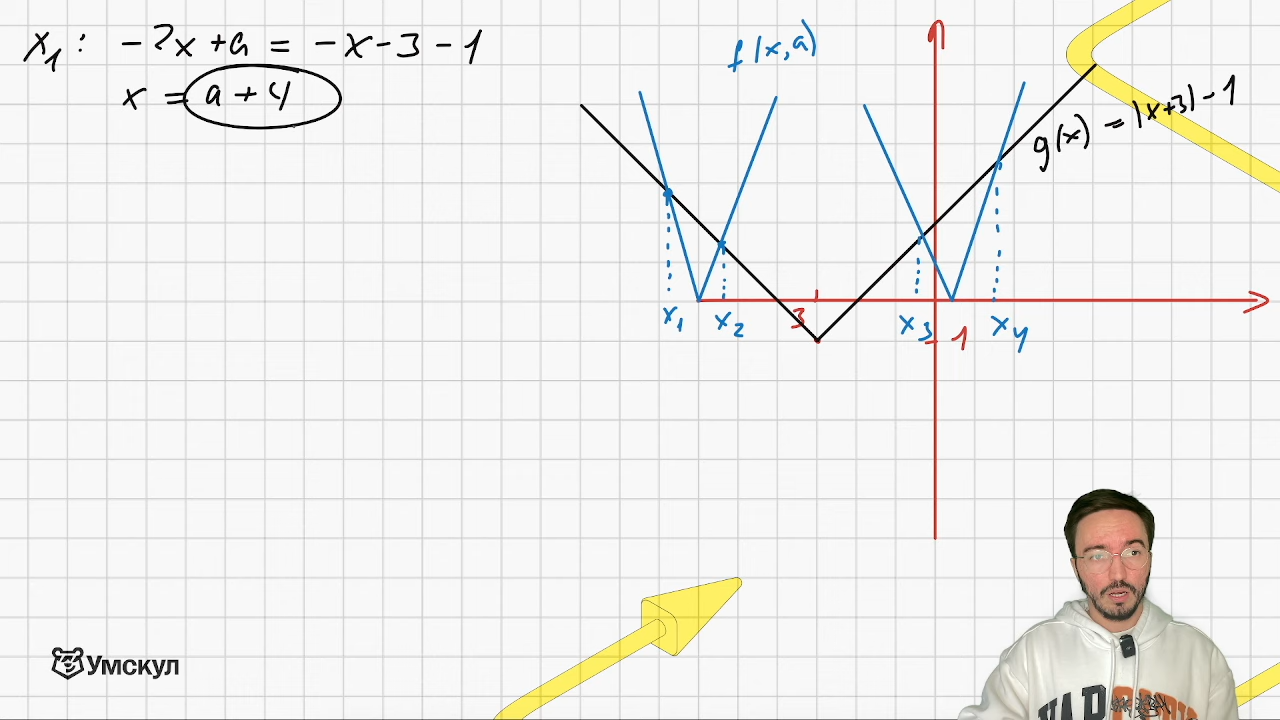 x₁ : -2x + a = -x - 3 - 1
x = a + 4
f(x, a)
g(x) = |x+3| - 1
3
1
x₁ x₂ x₃ x₄
Умскул